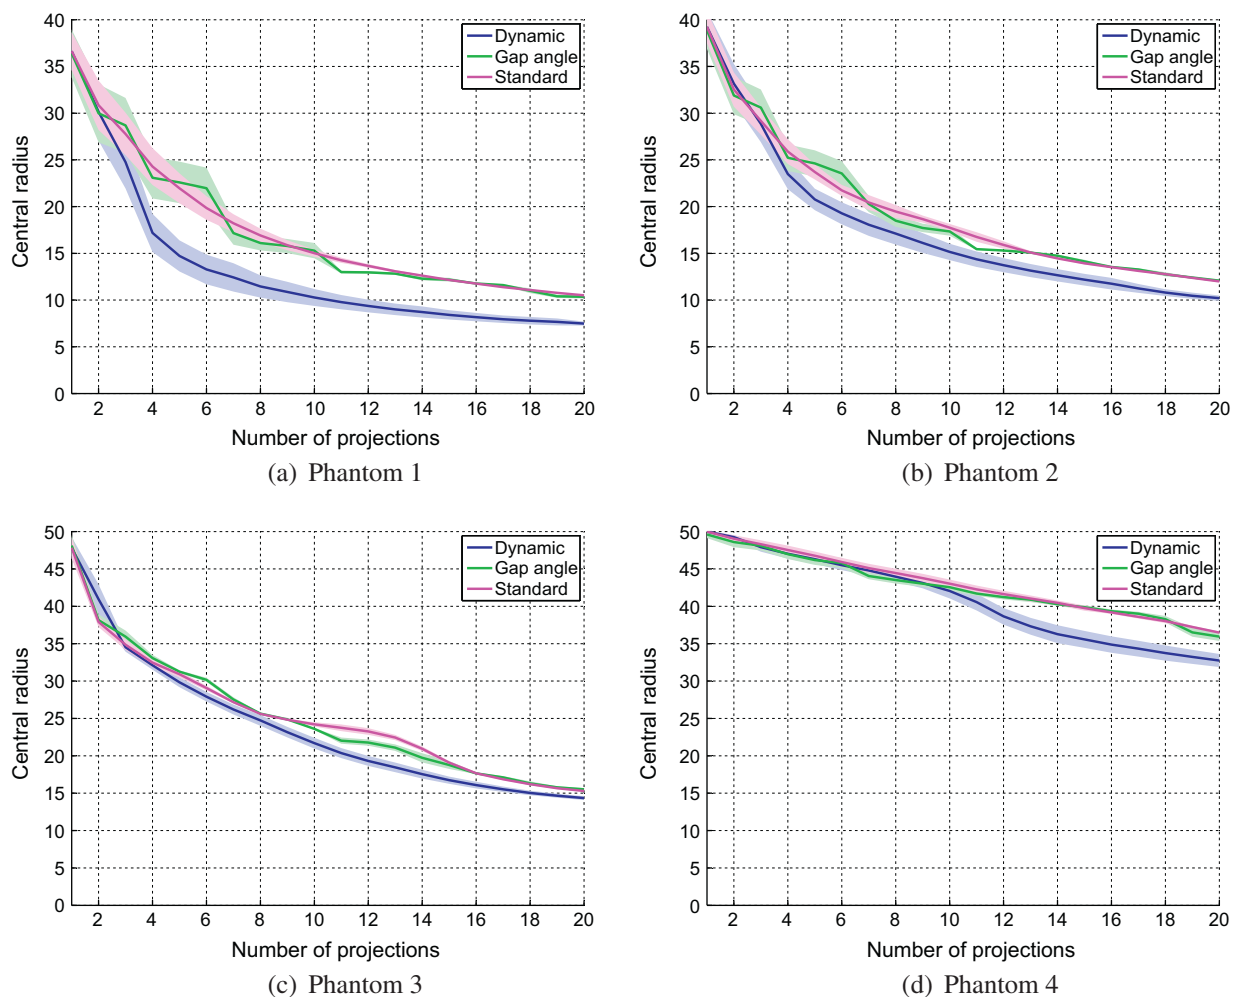 40
35
30
25
20
15
10
5
0
Central radius
Dynamic
Gap angle
Standard
2 4 6 8 10 12 14 16 18 20
Number of projections
(a) Phantom 1
40
35
30
25
20
15
10
5
0
Central radius
Dynamic
Gap angle
Standard
2 4 6 8 10 12 14 16 18 20
Number of projections
(b) Phantom 2
50
45
40
35
30
25
20
15
10
5
0
Central radius
Dynamic
Gap angle
Standard
2 4 6 8 10 12 14 16 18 20
Number of projections
(c) Phantom 3
50
45
40
35
30
25
20
15
10
5
0
Central radius
Dynamic
Gap angle
Standard
2 4 6 8 10 12 14 16 18 20
Number of projections
(d) Phantom 4